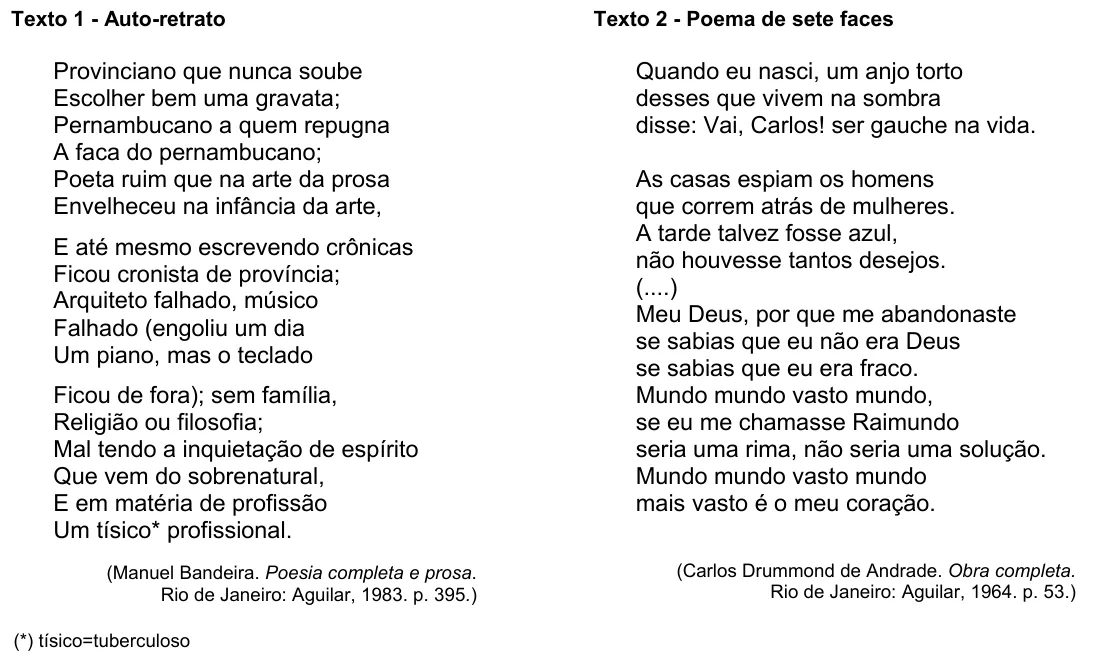 Texto 1 - Auto-retrato
Provinciano que nunca soube
Escolher bem uma gravata;
Pernambucano a quem repugna
A faca do pernambucano;
Poeta ruim que na arte da prosa
Envelheceu na infância da arte,
E até mesmo escrevendo crônicas
Ficou cronista de província;
Arquiteto falhado, músico
Falhado (engoliu um dia
Um piano, mas o teclado
Ficou de fora); sem família,
Religião ou filosofia;
Mal tendo a inquietação de espírito
Que vem do sobrenatural,
E em matéria de profissão
Um tísico* profissional.
(Manuel Bandeira. Poesia completa e prosa.
Rio de Janeiro: Aguilar, 1983. p. 395.)
(*) tísico=tuberculoso
Texto 2 - Poema de sete faces
Quando eu nasci, um anjo torto
desses que vivem na sombra
disse: Vai, Carlos! ser gauche na vida.
As casas espiam os homens
que correm atrás de mulheres.
A tarde talvez fosse azul,
não houvesse tantos desejos.
(....)
Meu Deus, por que me abandonaste
se sabias que eu não era Deus
se sabias que eu era fraco.
Mundo mundo vasto mundo,
se eu me chamasse Raimundo
seria uma rima, não seria uma solução.
Mundo mundo vasto mundo
mais vasto é o meu coração.
(Carlos Drummond de Andrade. Obra completa.
Rio de Janeiro: Aguilar, 1964. p. 53.)